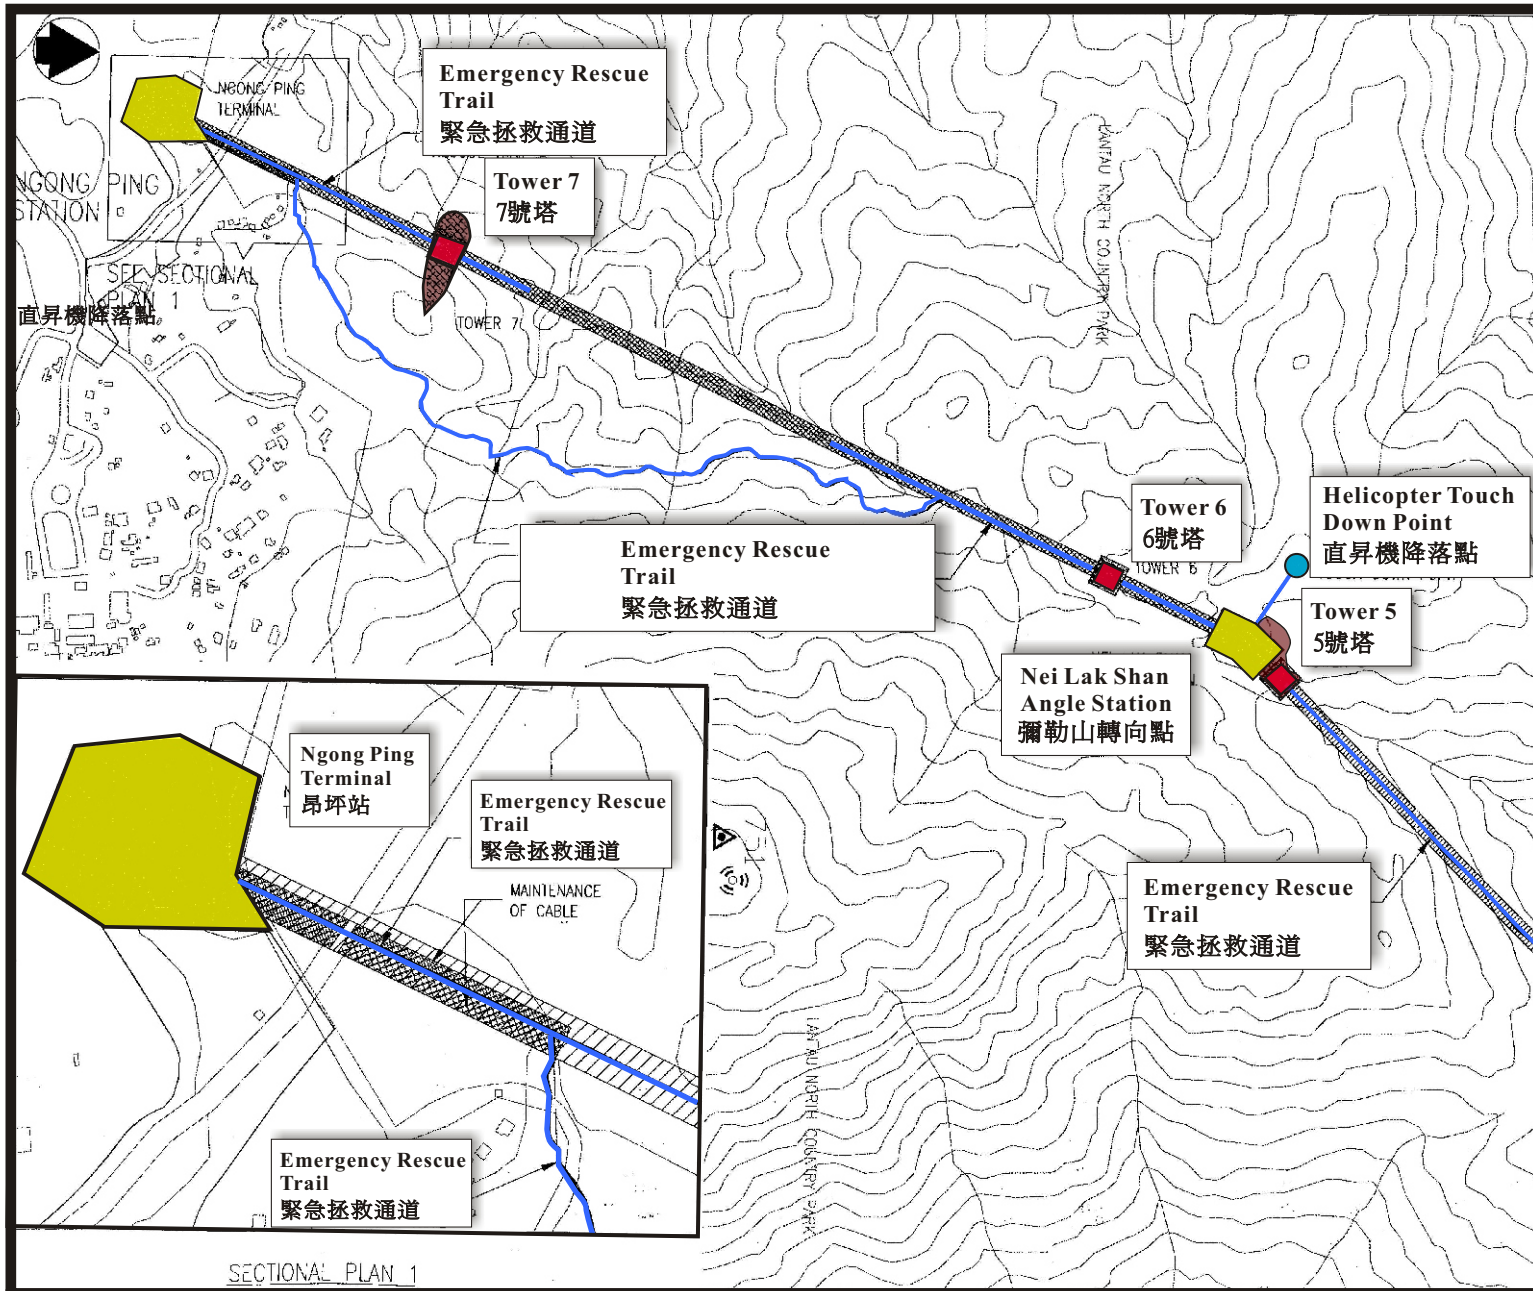 NGONG PING
TERMINAL
Emergency Rescue
Trail
緊急拯救通道
Tower 7
7號塔
NGONG PING
STATION
SEE SECTIONAL
PLAN 1
直昇機降落點
TOWER 7
LANTAU NORTH COUNTRY PARK
Tower 6
6號塔
TOWER 6
Helicopter Touch
Down Point
直昇機降落點
Emergency Rescue
Trail
緊急拯救通道
Tower 5
5號塔
Nei Lak Shan
Angle Station
彌勒山轉向點
Emergency Rescue
Trail
緊急拯救通道
Ngong Ping
Terminal
昂坪站
Emergency Rescue
Trail
緊急拯救通道
MAINTENANCE
OF CABLE
Emergency Rescue
Trail
緊急拯救通道
LANTAU NORTH COUNTRY PARK
SECTIONAL PLAN 1